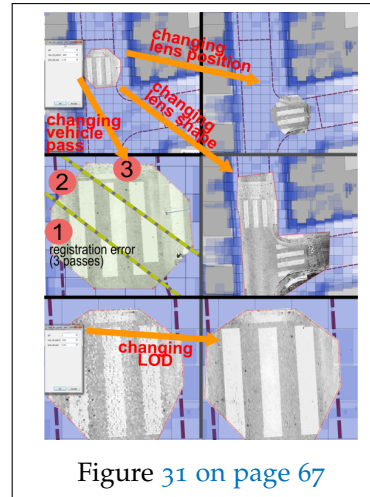 changing
lens position
changing
lens shape
changing
vehicle
pass
3
2
1
registration error
(3 passes)
changing
LOD
Figure 31 on page 67